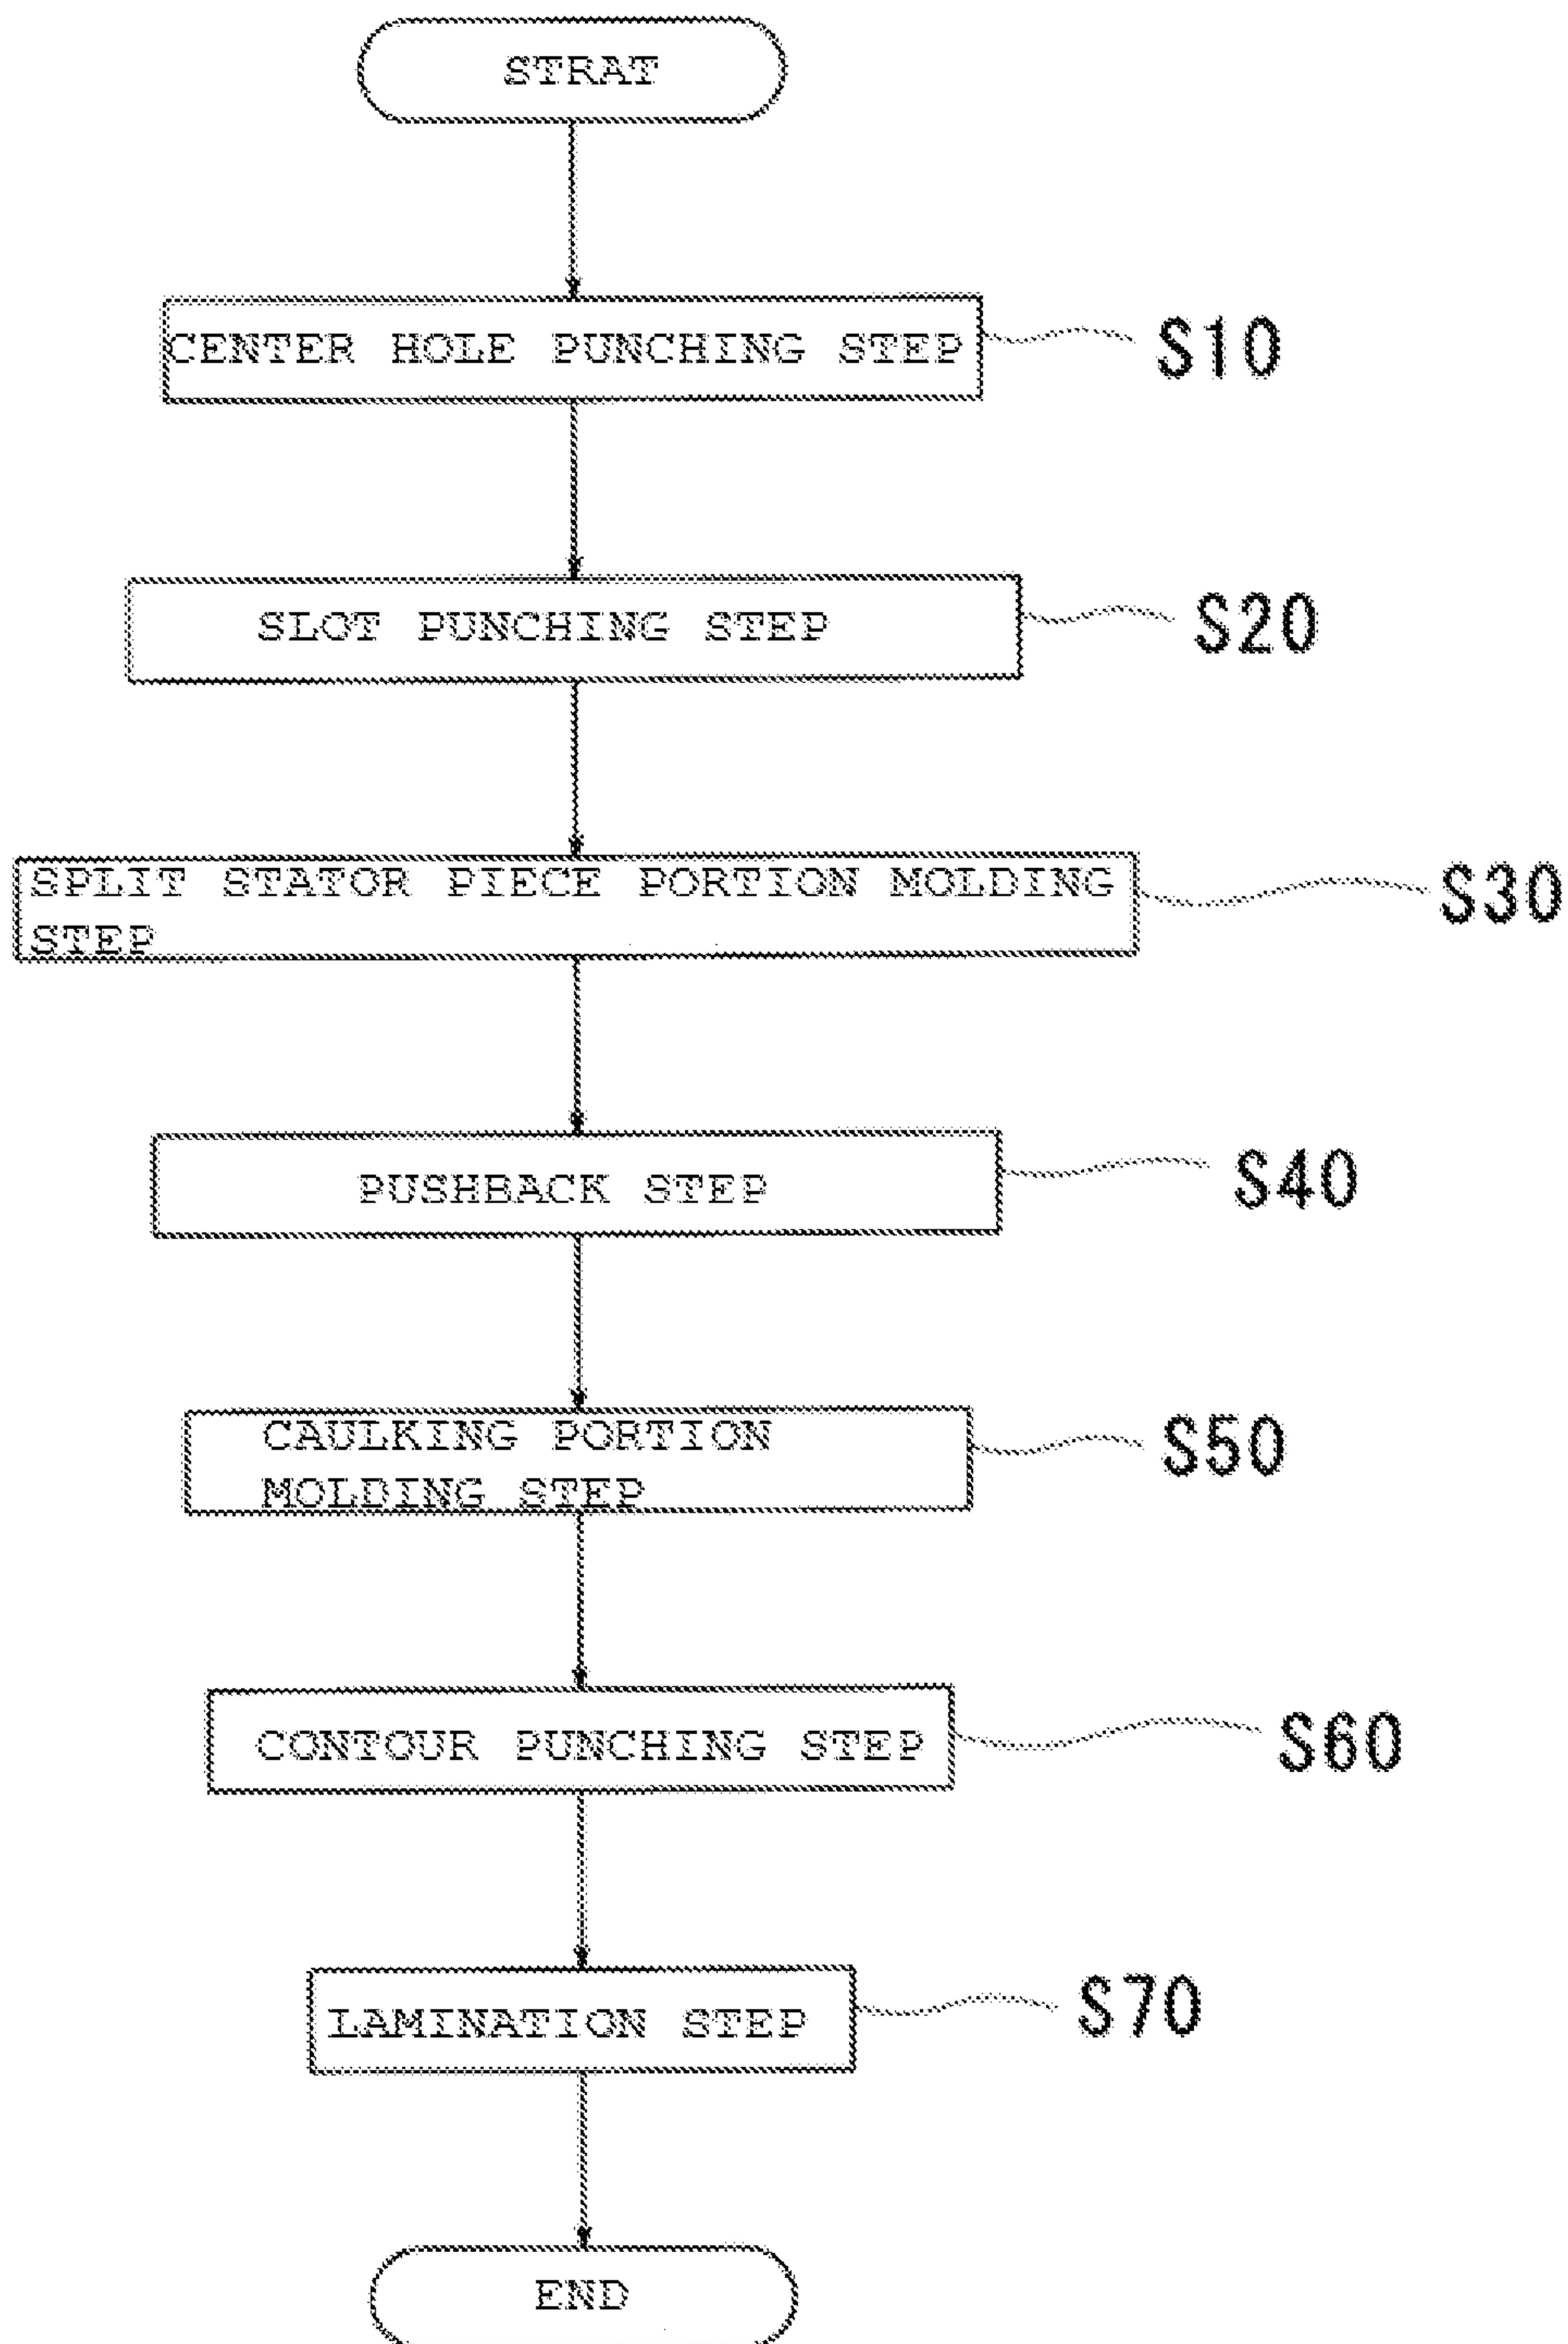 STRAT
CENTER HOLE PUNCHING STEP
S10
SLOT PUNCHING STEP
S20
SPLIT STATOR PIECE PORTION MOLDING
STEP
S30
PUSHBACK STEP
S40
CAULKING PORTION
MOLDING STEP
S50
CONTOUR PUNCHING STEP
S60
LAMINATION STEP
S70
END